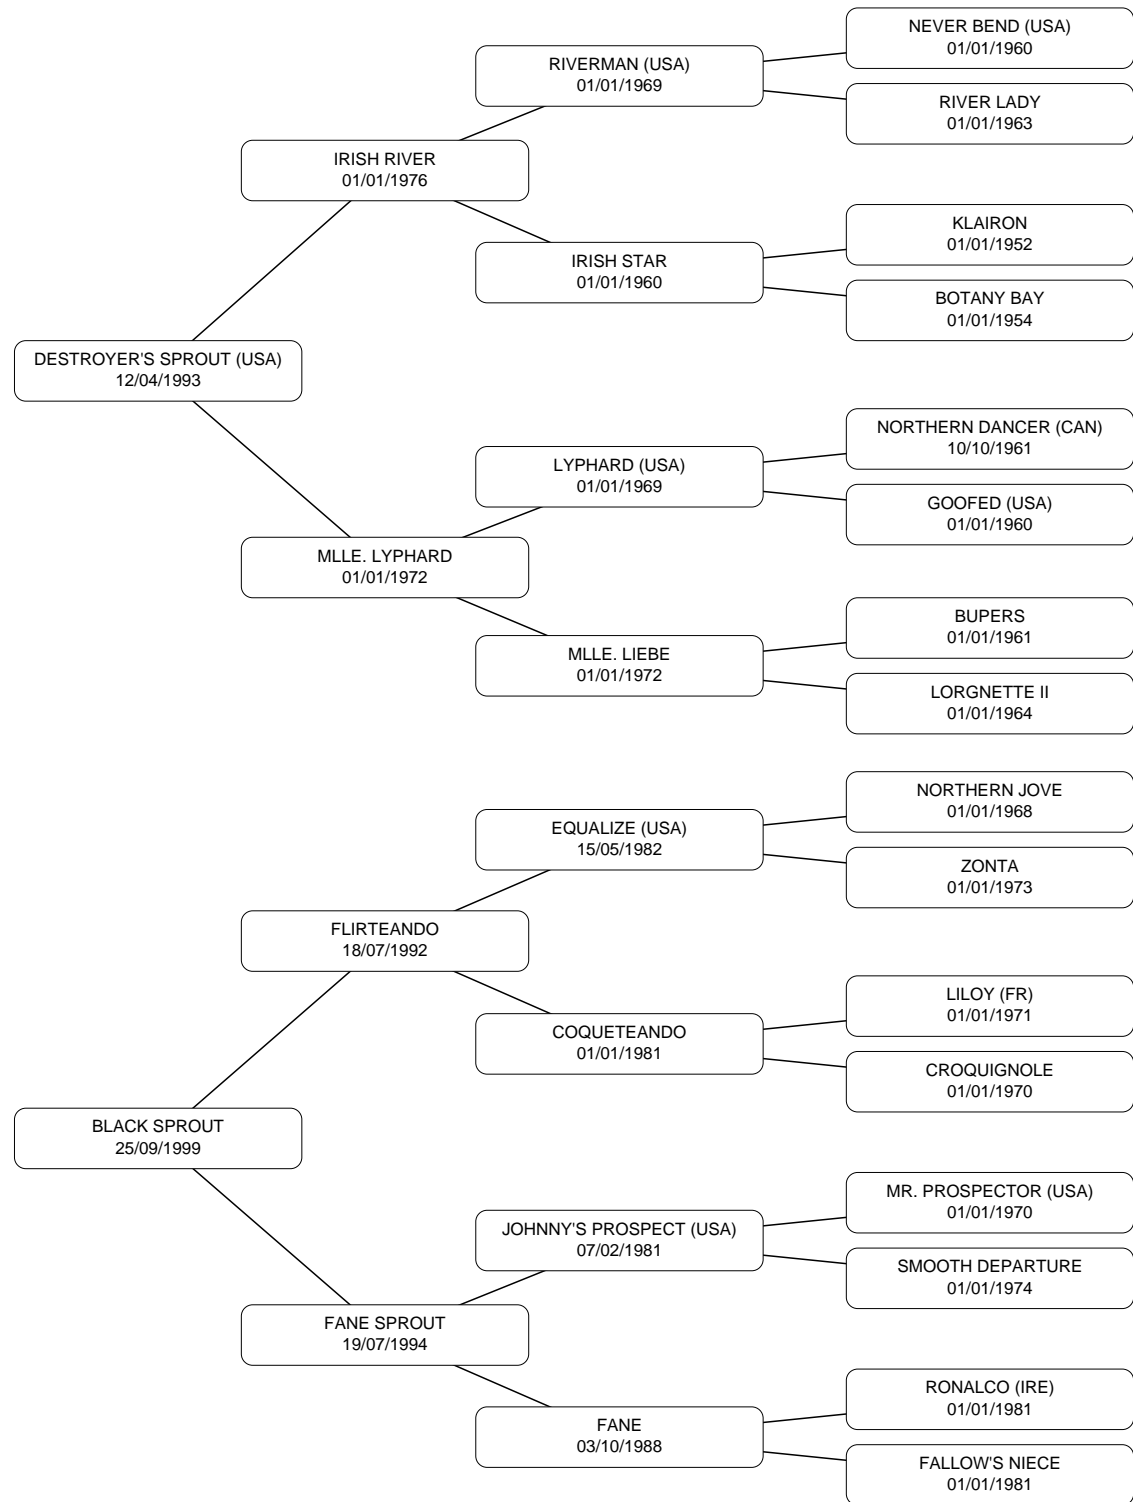 NEVER BEND (USA)
01/01/1960
RIVERMAN (USA)
01/01/1969
RIVER LADY
01/01/1963
IRISH RIVER
01/01/1976
KLAIRON
01/01/1952
IRISH STAR
01/01/1960
BOTANY BAY
01/01/1954
DESTROYER'S SPROUT (USA)
12/04/1993
NORTHERN DANCER (CAN)
10/10/1961
LYPHARD (USA)
01/01/1969
GOOFED (USA)
01/01/1960
MLLE. LYPHARD
01/01/1972
BUPERS
01/01/1961
MLLE. LIEBE
01/01/1972
LORGNETTE II
01/01/1964
NORTHERN JOVE
01/01/1968
EQUALIZE (USA)
15/05/1982
ZONTA
01/01/1973
FLIRTEANDO
18/07/1992
LILOY (FR)
01/01/1971
COQUETEANDO
01/01/1981
CROQUIGNOLE
01/01/1970
BLACK SPROUT
25/09/1999
MR. PROSPECTOR (USA)
01/01/1970
JOHNNY'S PROSPECT (USA)
07/02/1981
SMOOTH DEPARTURE
01/01/1974
FANE SPROUT
19/07/1994
RONALCO (IRE)
01/01/1981
FANE
03/10/1988
FALLOW'S NIECE
01/01/1981